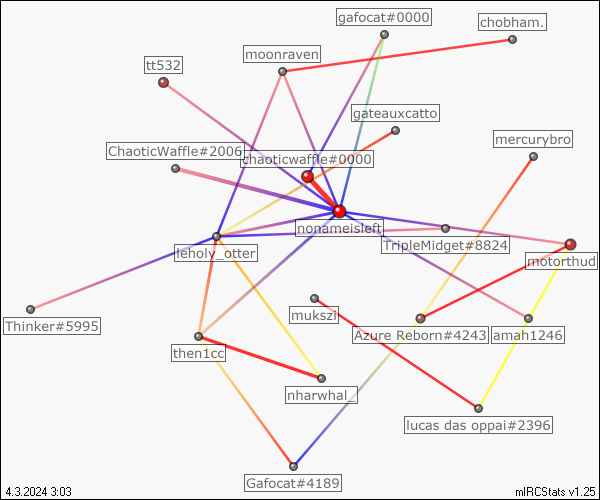 gafocat#0000
chobham.
moonraven
tt532
gateauxcatto
mercurybro
ChaoticWaffle#2006
chaoticwaffle#0000
nonameisleft
TripleMidget#8824
leholy_otter
motorthud
mukszi
Thinker#5995
Azure Reborn#4243
amah1246
then1cc
nharwhal_
lucas das oppai#2396
Gafocat#4189
4.3.2024 3:03
mIRCStats v1.25